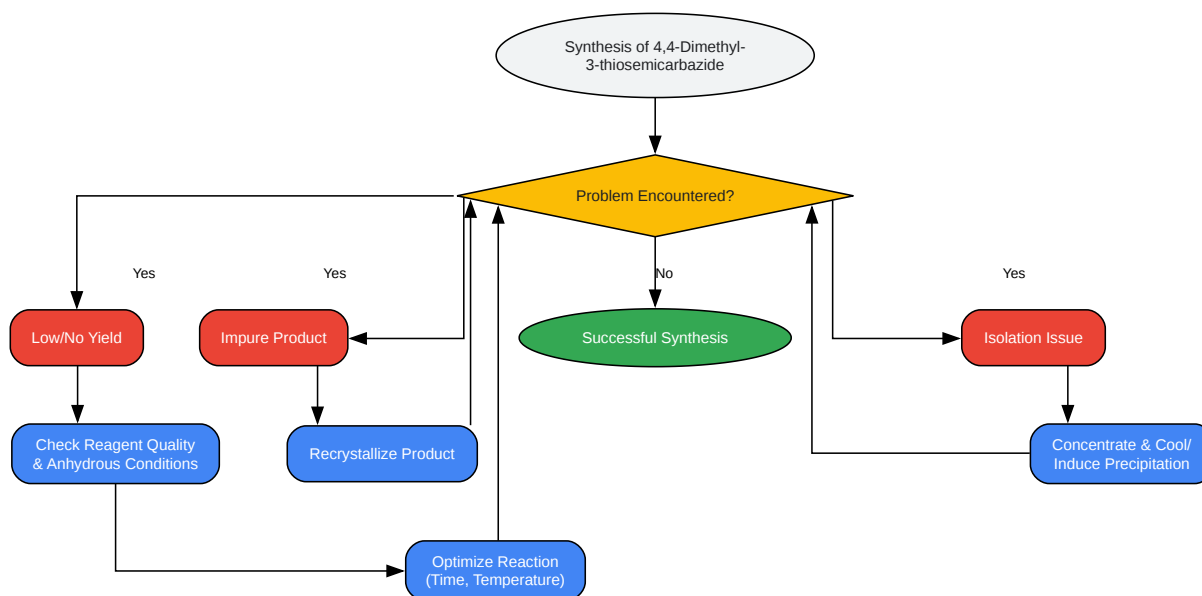 Synthesis of 4,4-Dimethyl-
3-thiosemicarbazide
Problem Encountered?
Yes
Yes
No
Yes
Low/No Yield
Impure Product
Successful Synthesis
Isolation Issue
Check Reagent Quality
& Anhydrous Conditions
Recrystallize Product
Concentrate & Cool/
Induce Precipitation
Optimize Reaction
(Time, Temperature)